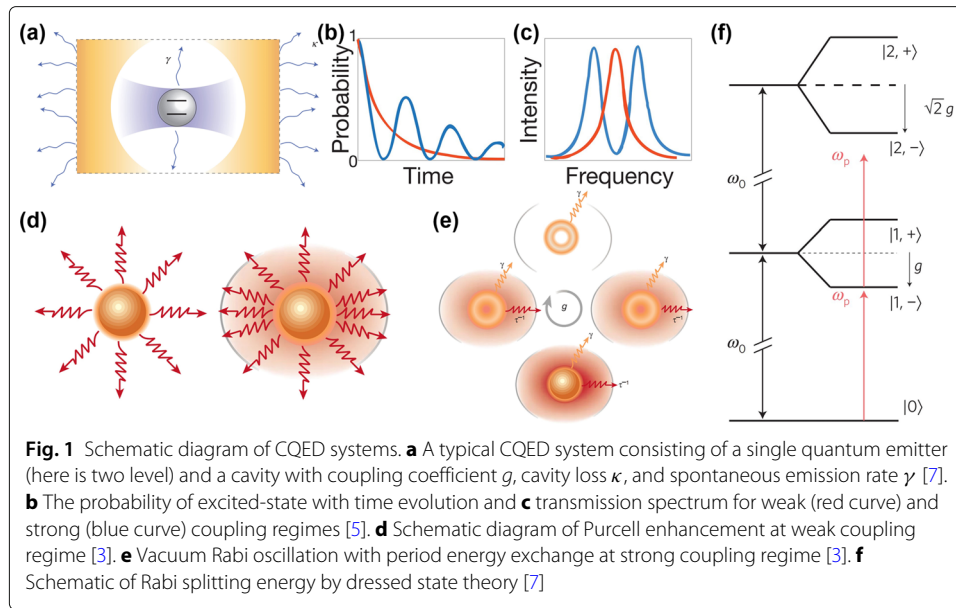 (a)
γ
κ
(b)
1
Probability
0
Time
(c)
Intensity
Frequency
(d)
(e)
γ
γ
g
γ
τ⁻¹
τ⁻¹
γ
τ⁻¹
(f)
|2, +⟩
√2 g
|2, −⟩
ωp
ω0
|1, +⟩
g
|1, −⟩
ωp
ω0
|0⟩
Fig. 1 Schematic diagram of CQED systems. a A typical CQED system consisting of a single quantum emitter
(here is two level) and a cavity with coupling coefficient g, cavity loss κ, and spontaneous emission rate γ [7].
b The probability of excited-state with time evolution and c transmission spectrum for weak (red curve) and
strong (blue curve) coupling regimes [5]. d Schematic diagram of Purcell enhancement at weak coupling
regime [3]. e Vacuum Rabi oscillation with period energy exchange at strong coupling regime [3]. f
Schematic of Rabi splitting energy by dressed state theory [7]